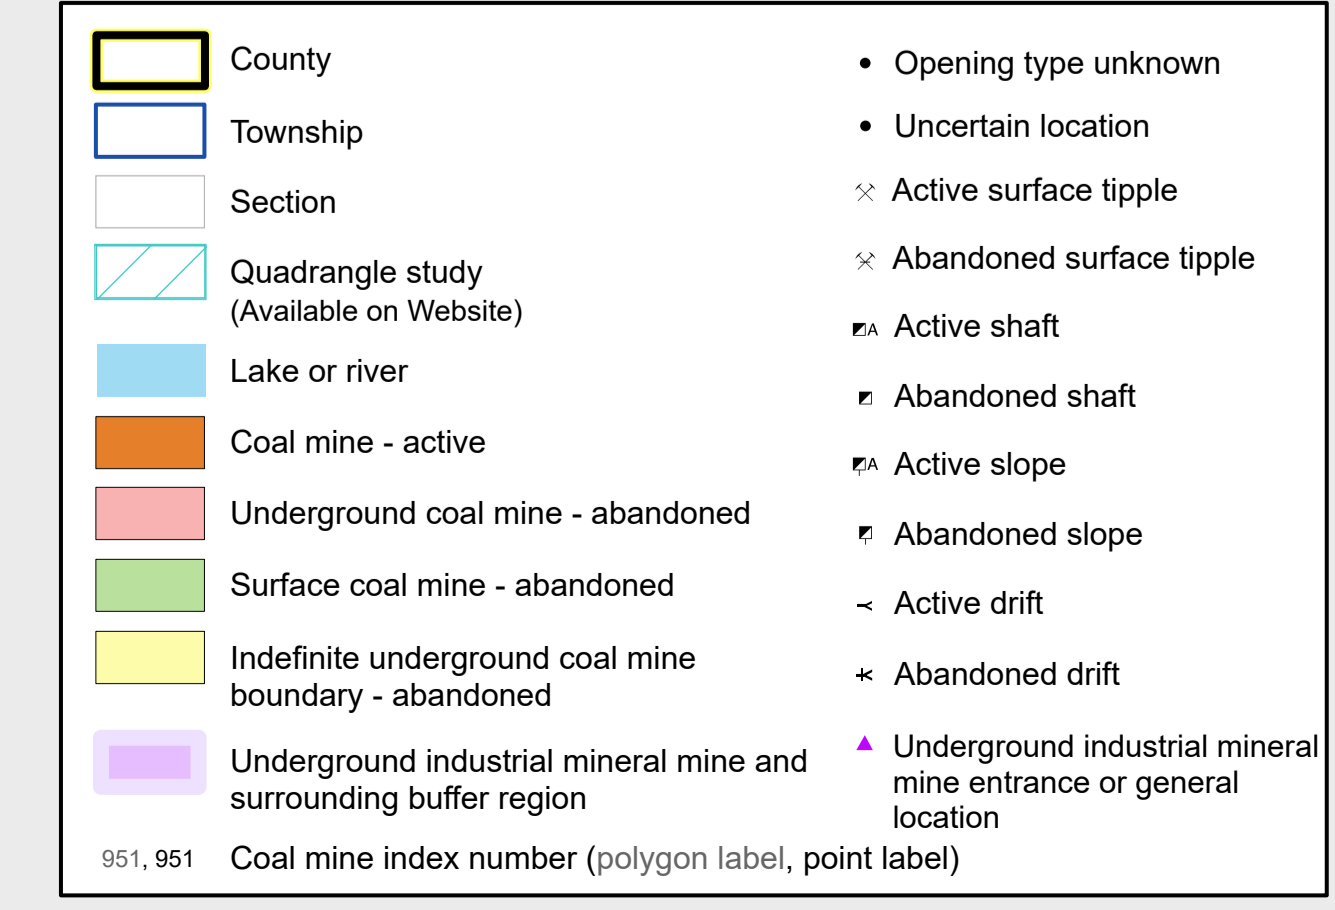 County
Township
Section
Quadrangle study
(Available on Website)
Lake or river
Coal mine - active
Underground coal mine - abandoned
Surface coal mine - abandoned
Indefinite underground coal mine
boundary - abandoned
Underground industrial mineral mine and
surrounding buffer region
951, 951 Coal mine index number (polygon label, point label)
Opening type unknown
Uncertain location
Active surface tipple
Abandoned surface tipple
A Active shaft
Abandoned shaft
A Active slope
Abandoned slope
Active drift
Abandoned drift
Underground industrial mineral
mine entrance or general
location